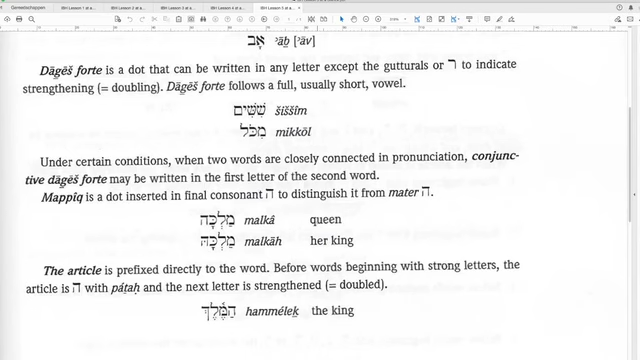 אָב ʾāḇ [ʾāv]
Dāḡēš forte is a dot that can be written in any letter except the gutturals or ר to indicate
strengthening (= doubling). Dāḡēš forte follows a full, usually short, vowel.
שִׁשִּׁים šiššîm
מִכֹּל mikkōl
Under certain conditions, when two words are closely connected in pronunciation, conjunc-
tive dāḡēš forte may be written in the first letter of the second word.
Mappîq is a dot inserted in final consonant ה to distinguish it from mater ה.
מַלְכָּה malkâ queen
מַלְכָּהּ malkāh her king
The article is prefixed directly to the word. Before words beginning with strong letters, the
article is ה with páṯaḥ and the next letter is strengthened (= doubled).
הַמֶּ֫לֶךְ hammélek̲ the king